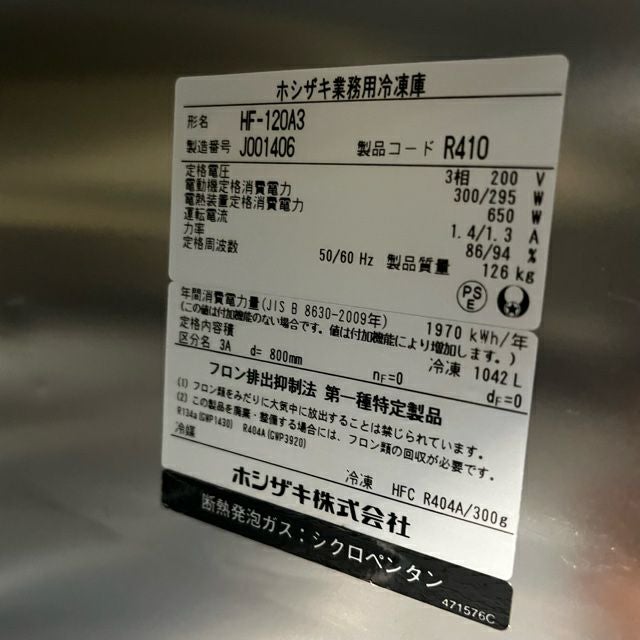 ホシザキ業務用冷凍庫
形名 HF-120A3
製造番号 J001406 製品コード R410
定格電圧 3相 200 V
電動機定格消費電力 300/295 W
電熱装置定格消費電力 650 W
運転電流 1.4/1.3 A
力率 86/94 %
定格周波数 50/60 Hz 製品質量 126 kg
PSE
年間消費電力量(JIS B 8630-2009年) 1970 kWh/年
(この値は付加機能のない場合です。値は付加機能により増加します。)
定格内容積 冷凍 1042 L
区分名 3A d= 800mm nF=0 dF=0
フロン排出抑制法 第一種特定製品
(1) フロン類をみだりに大気中に放出することは禁じられています。
(2) この製品を廃棄・整備する場合には、フロン類の回収が必要です。
R134a(GWP1430) R404A(GWP3920)
冷媒 冷凍 HFC R404A/300g
ホシザキ株式会社
断熱発泡ガス：シクロペンタン
471576C